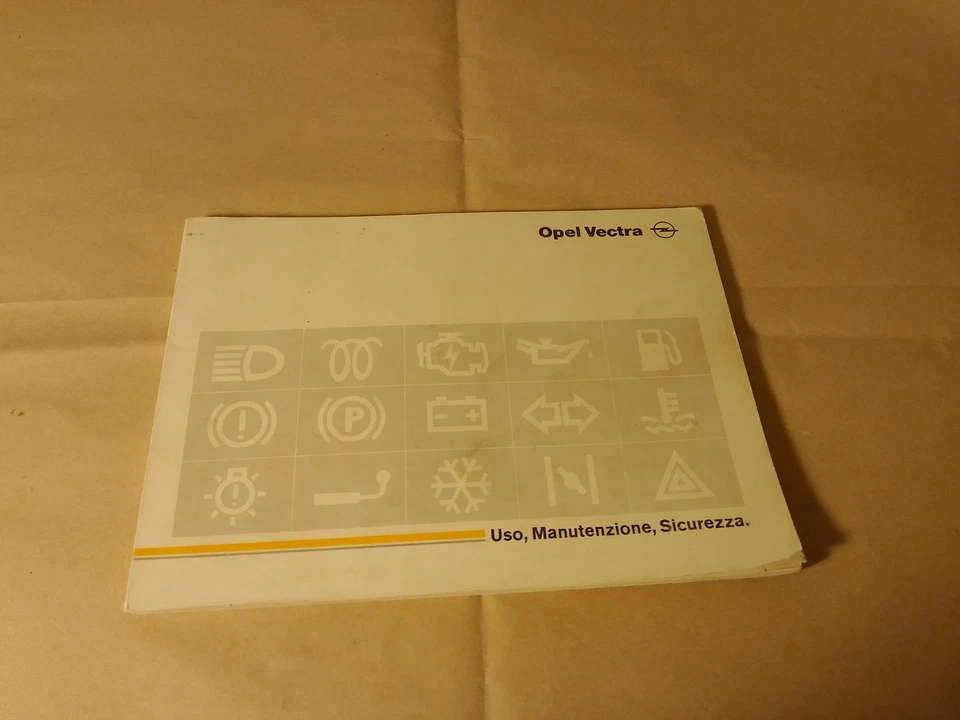 Opel Vectra
P
Uso, Manutenzione, Sicurezza.